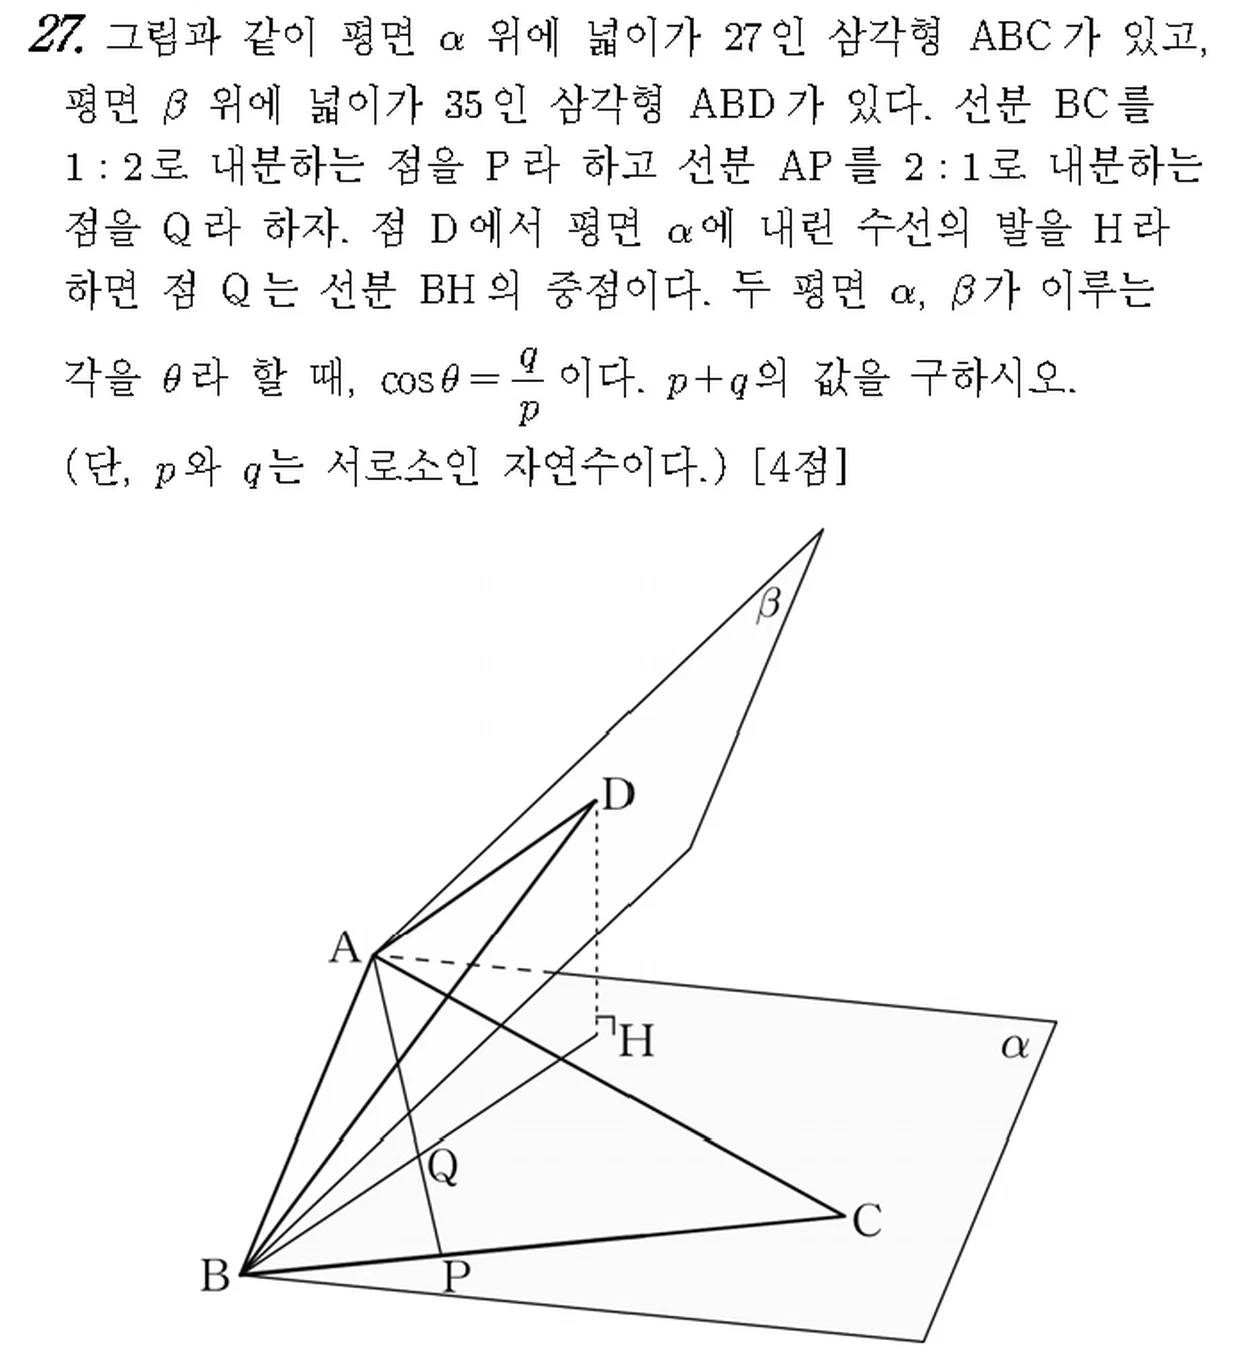 27. 그림과 같이 평면 α 위에 넓이가 27인 삼각형 ABC가 있고,
평면 β 위에 넓이가 35인 삼각형 ABD가 있다. 선분 BC를
1 : 2로 내분하는 점을 P라 하고 선분 AP를 2 : 1로 내분하는
점을 Q라 하자. 점 D에서 평면 α에 내린 수선의 발을 H라
하면 점 Q는 선분 BH의 중점이다. 두 평면 α, β가 이루는
각을 θ라 할 때, cosθ = q/p 이다. p+q의 값을 구하시오.
(단, p와 q는 서로소인 자연수이다.) [4점]
β
D
A
H
α
Q
C
B
P